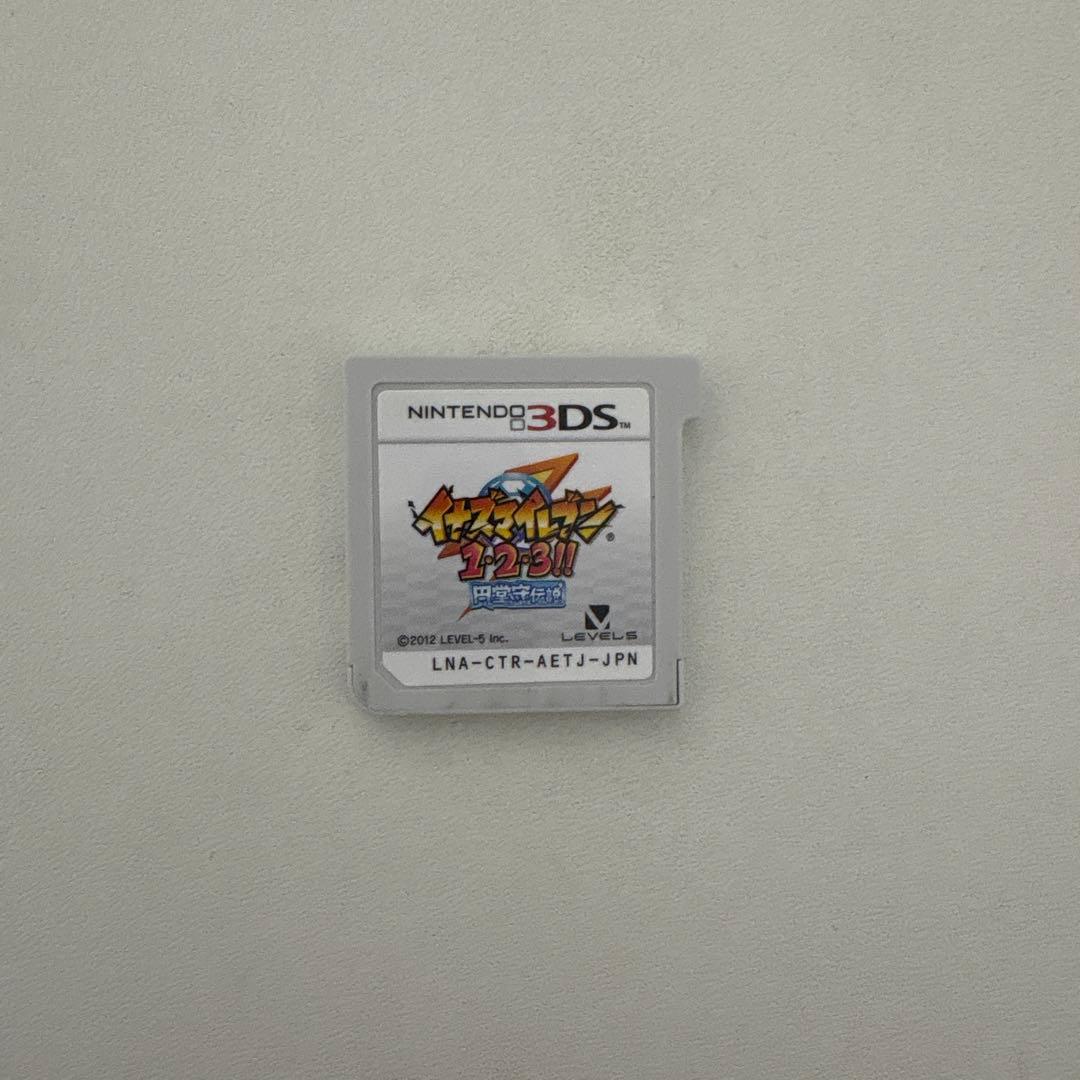 NINTENDO 3DS™
イナズマイレブン®
1・2・3!!
円堂守伝説
LEVEL5
©2012 LEVEL-5 Inc.
LNA-CTR-AETJ-JPN